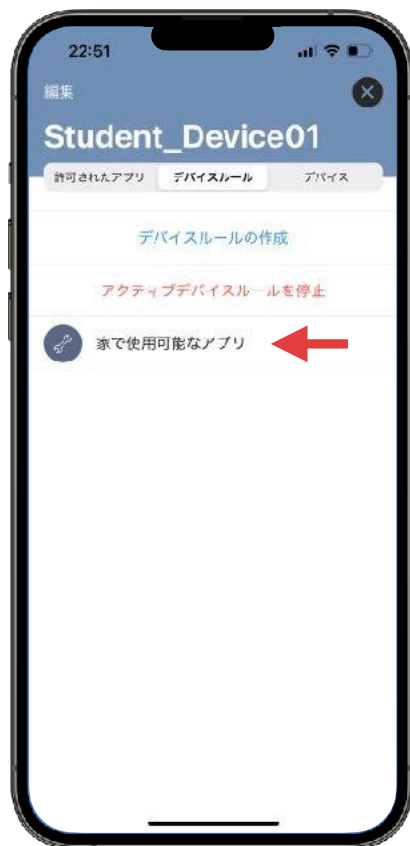 22:51
編集
Student_Device01
許可されたアプリ デバイスルール デバイス
デバイスルールの作成
アクティブデバイスルールを停止
家で使用可能なアプリ